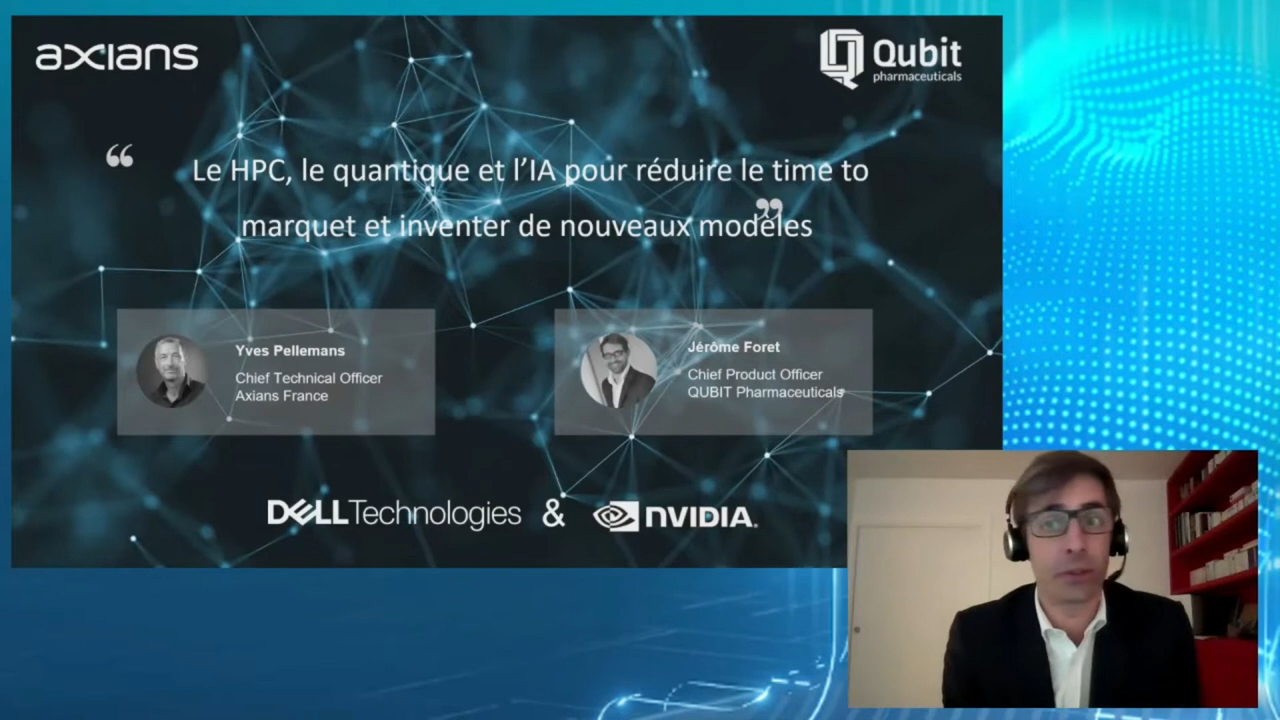 axians
Qubit
pharmaceuticals
“
Le HPC, le quantique et l’IA pour réduire le time to
marquet et inventer de nouveaux modèles
”
Yves Pellemans
Chief Technical Officer
Axians France
Jérôme Foret
Chief Product Officer
QUBIT Pharmaceuticals
DELLTechnologies & NVIDIA.